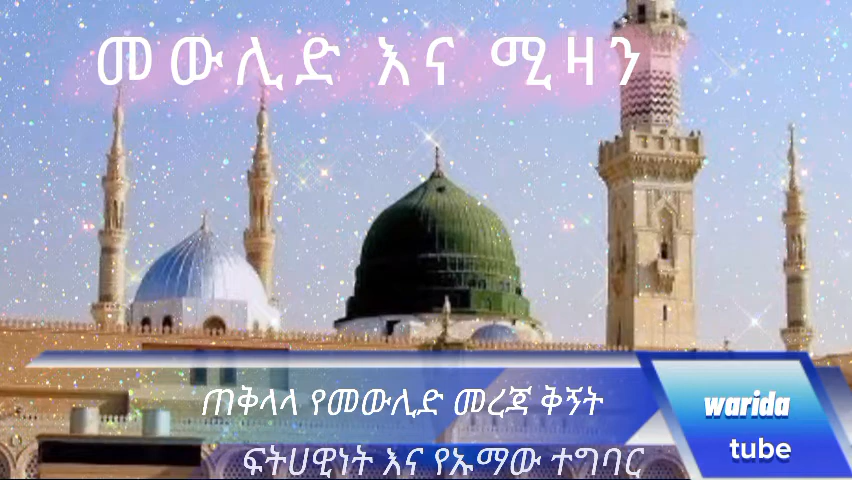 መውሊድ እና ሚዛን
ጠቅላላ የመውሊድ መረጃ ቅኝት
ፍትሀዊነት እና የኡማው ተግባር
warida
tube